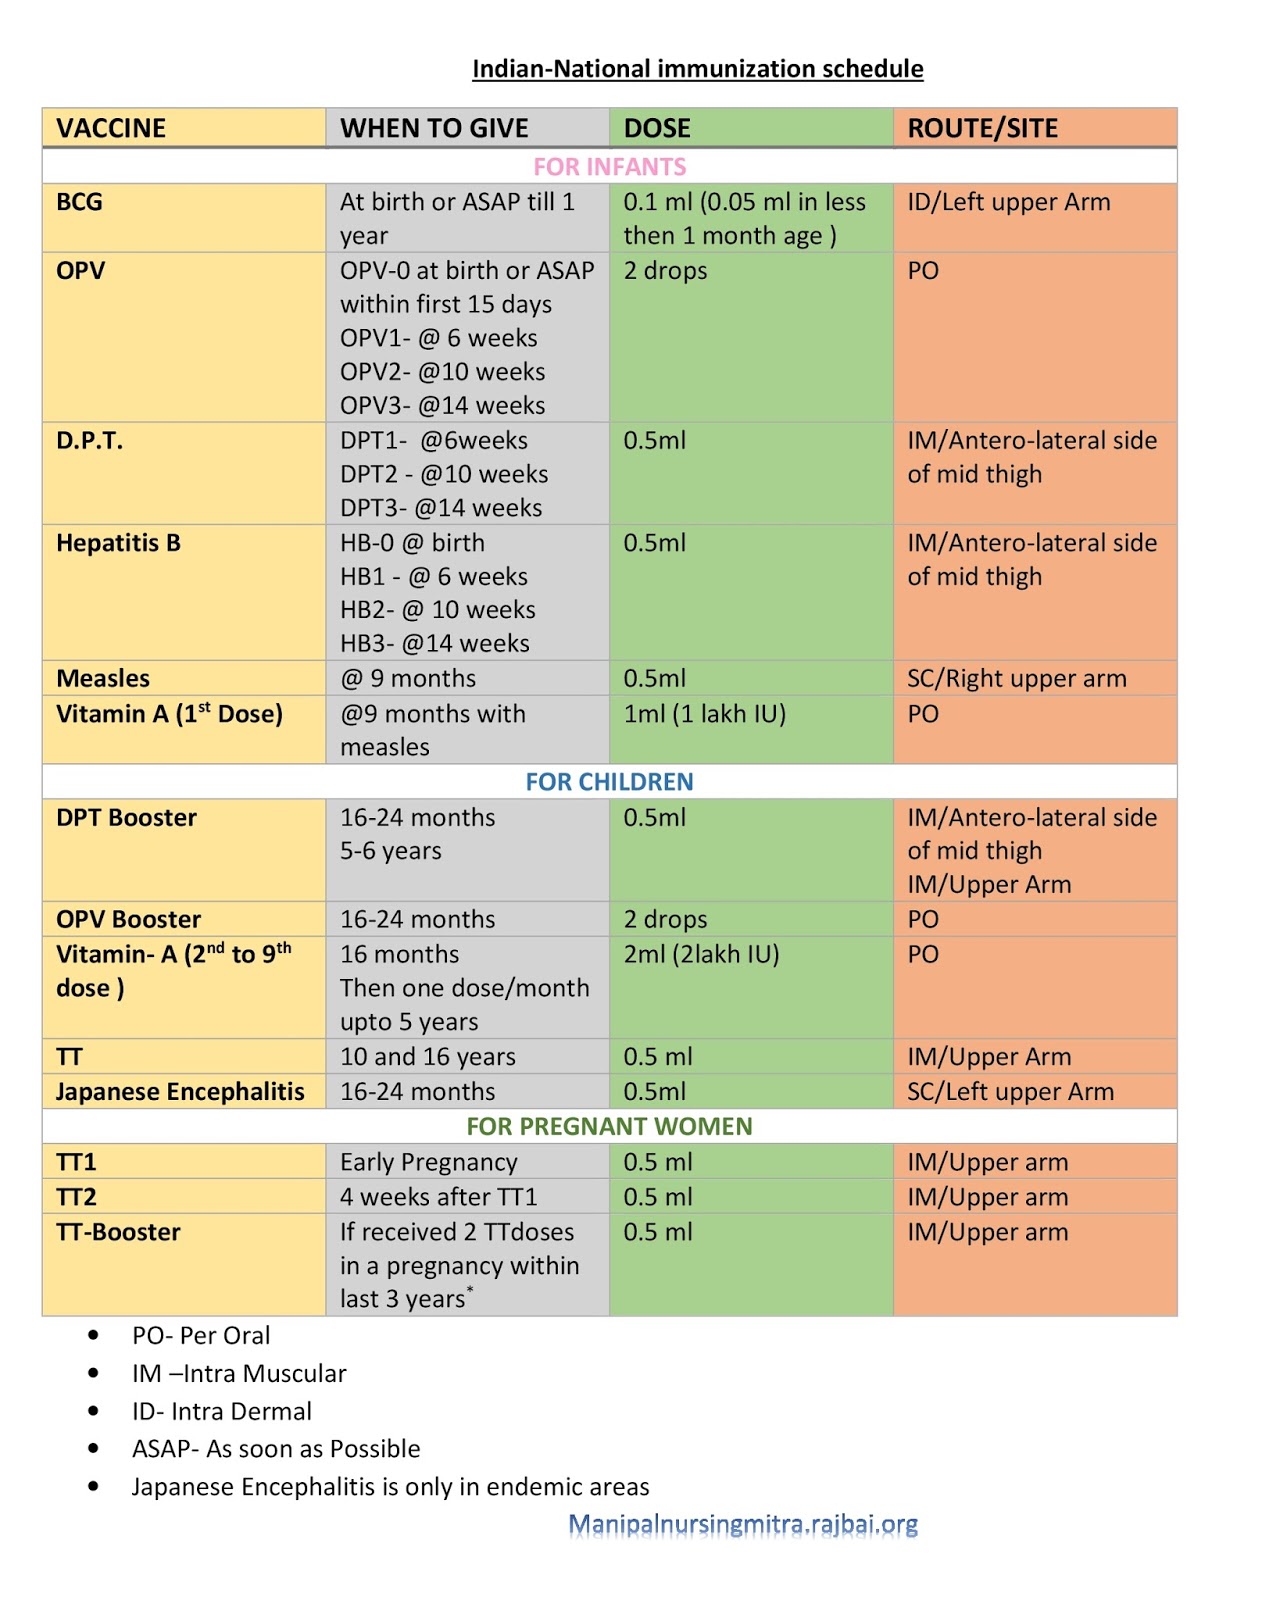 Indian-National immunization schedule
VACCINE WHEN TO GIVE DOSE ROUTE/SITE
FOR INFANTS
BCG At birth or ASAP till 1 0.1 ml (0.05 ml in less ID/Left upper Arm
year then 1 month age )
OPV OPV-0 at birth or ASAP 2 drops PO
within first 15 days
OPV1- @ 6 weeks
OPV2- @10 weeks
OPV3- @14 weeks
D.P.T. DPT1- @6weeks 0.5ml IM/Antero-lateral side
DPT2 - @10 weeks of mid thigh
DPT3- @14 weeks
Hepatitis B HB-0 @ birth 0.5ml IM/Antero-lateral side
HB1 - @ 6 weeks of mid thigh
HB2- @ 10 weeks
HB3- @14 weeks
Measles @ 9 months 0.5ml SC/Right upper arm
Vitamin A (1st Dose) @9 months with 1ml (1 lakh IU) PO
measles
FOR CHILDREN
DPT Booster 16-24 months 0.5ml IM/Antero-lateral side
5-6 years of mid thigh
IM/Upper Arm
OPV Booster 16-24 months 2 drops PO
Vitamin- A (2nd to 9th 16 months 2ml (2lakh IU) PO
dose ) Then one dose/month
upto 5 years
TT 10 and 16 years 0.5 ml IM/Upper Arm
Japanese Encephalitis 16-24 months 0.5ml SC/Left upper Arm
FOR PREGNANT WOMEN
TT1 Early Pregnancy 0.5 ml IM/Upper arm
TT2 4 weeks after TT1 0.5 ml IM/Upper arm
TT-Booster If received 2 TTdoses 0.5 ml IM/Upper arm
in a pregnancy within
last 3 years*
• PO- Per Oral
• IM –Intra Muscular
• ID- Intra Dermal
• ASAP- As soon as Possible
• Japanese Encephalitis is only in endemic areas
Manipalnursingmitra.rajbai.org